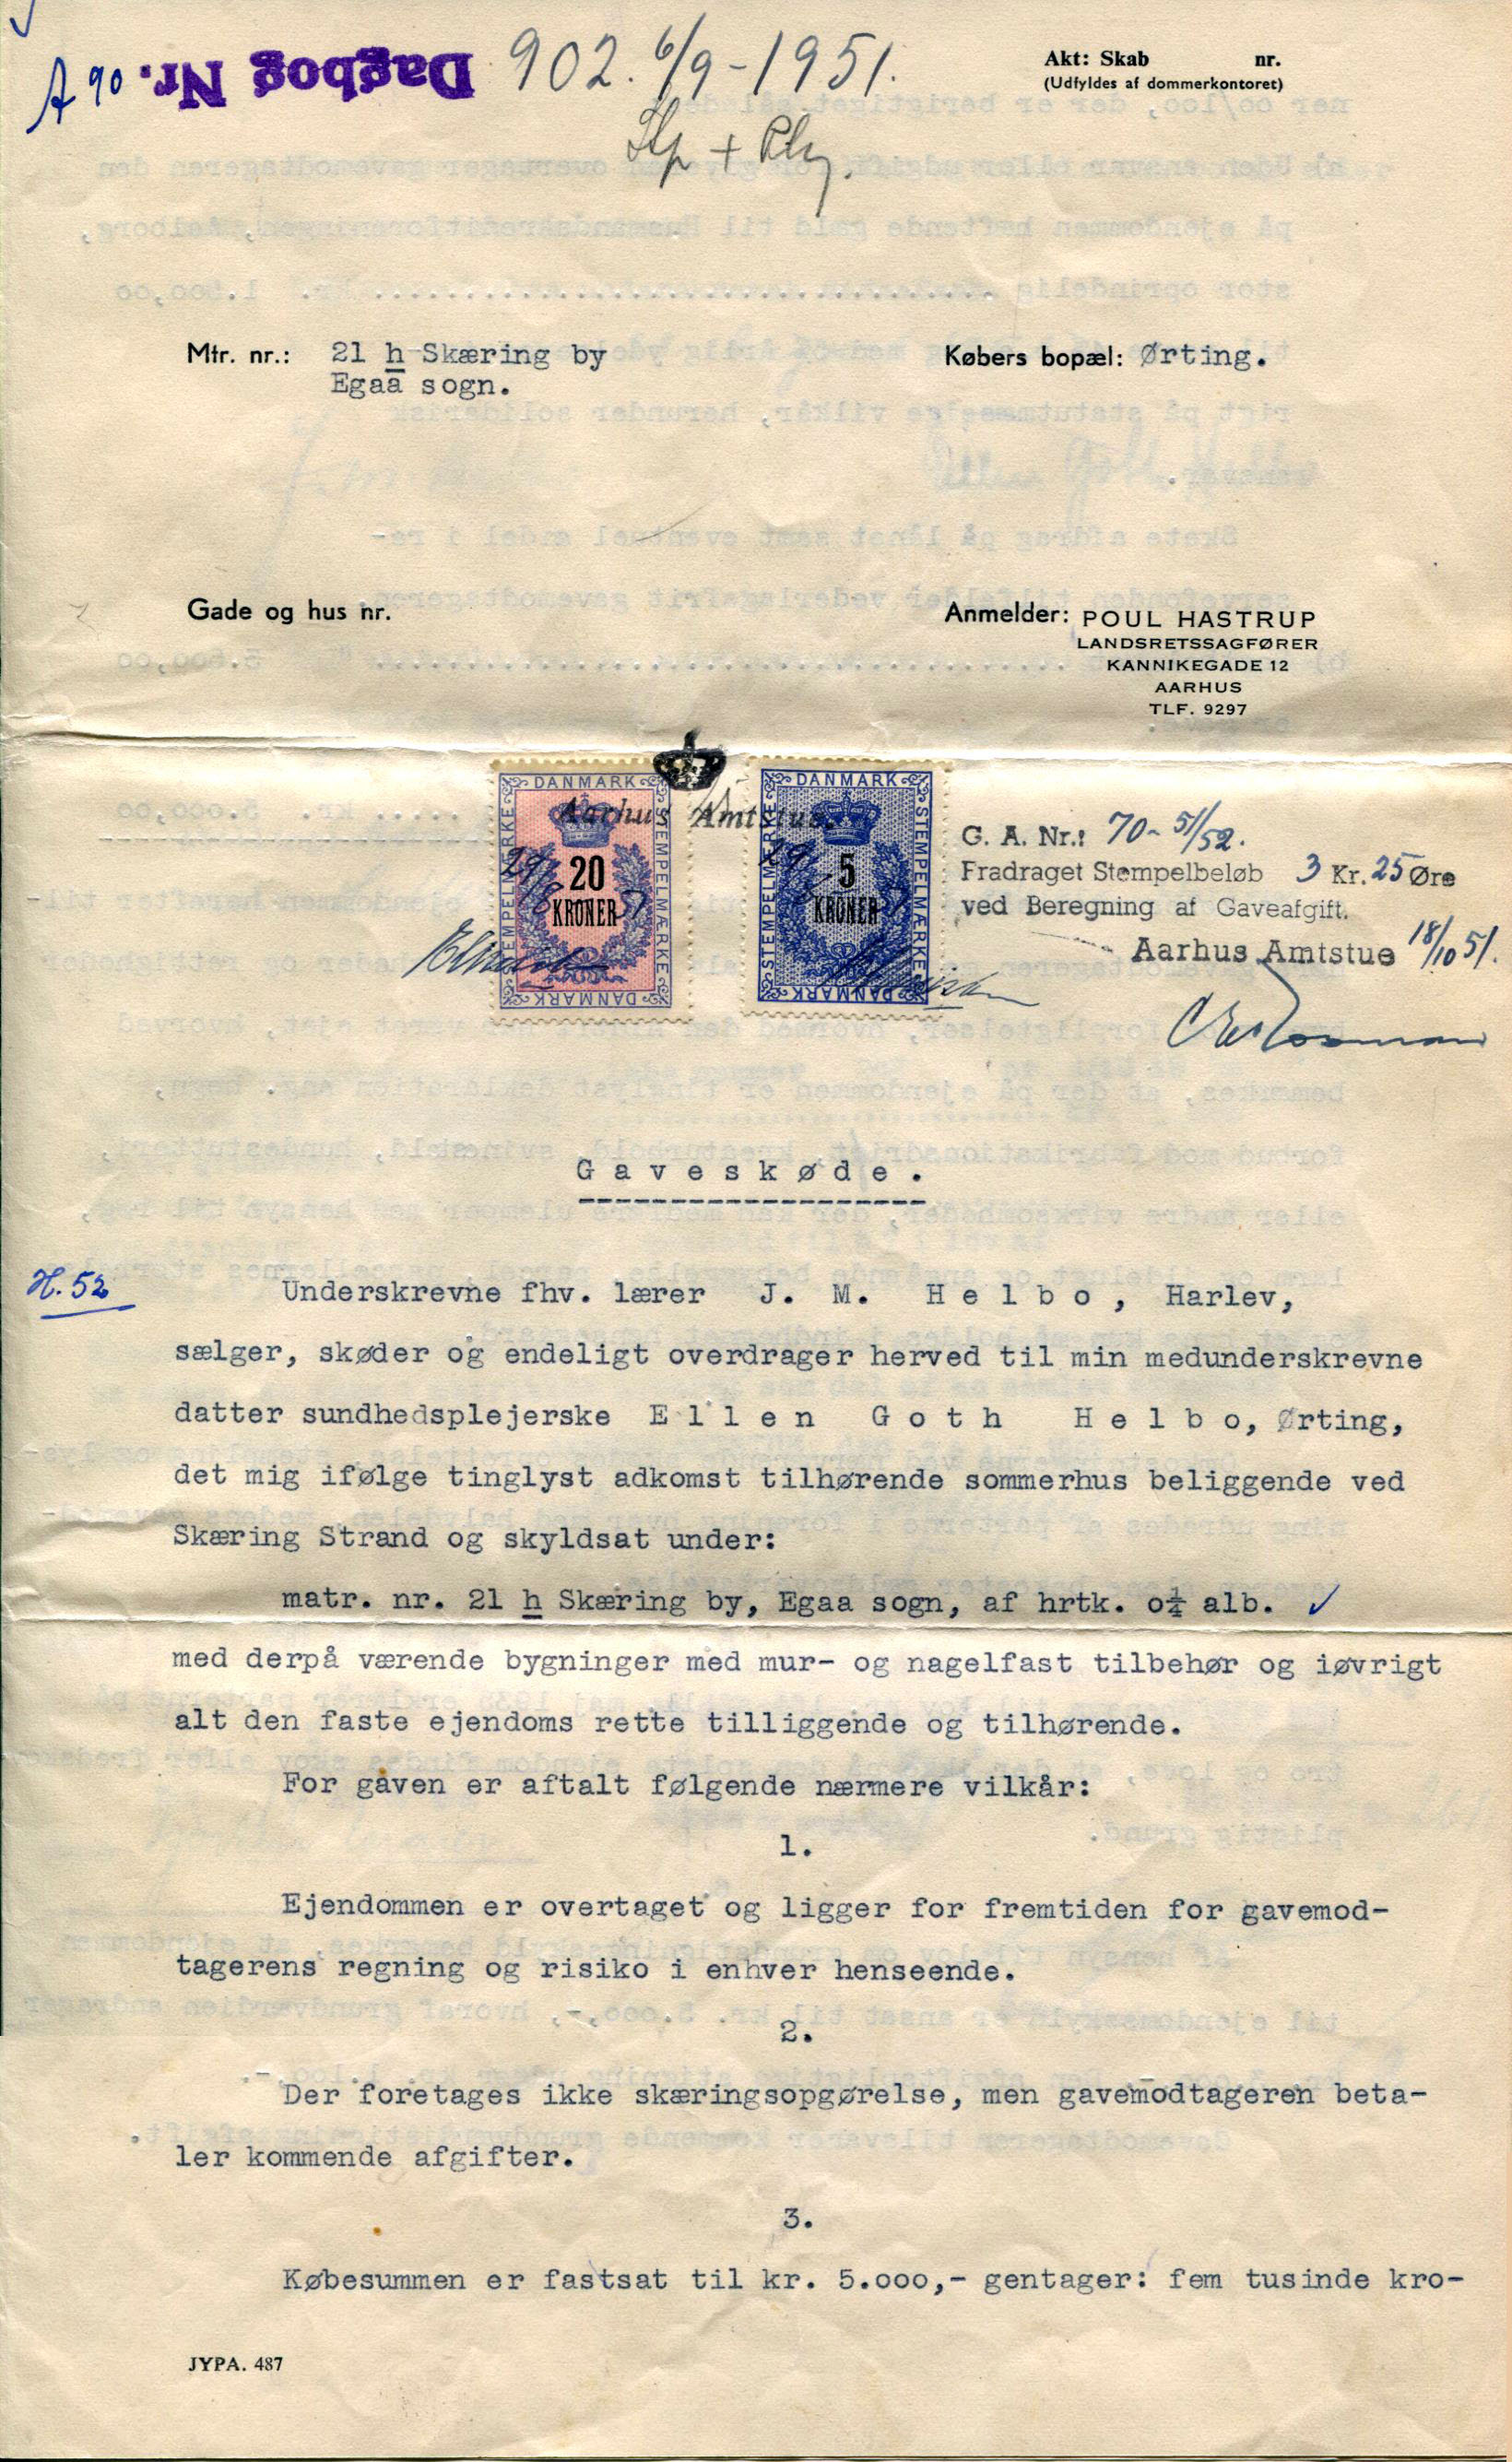 A 90
Dagbog Nr. 902. 6/9-1951.
Akt: Skab nr.
(Udfyldes af dommerkontoret)
Mtr. nr.: 21 h Skæring by
Egaa sogn.
Købers bopæl: Ørting.
Gade og hus nr.
Anmelder: POUL HASTRUP
LANDSRETSSAGFØRER
KANNIKEGADE 12
AARHUS
TLF. 9297
DANMARK
STEMPELMÆRKE
20
KRONER
STEMPELMÆRKE
DANMARK
Aarhus Amtstue.
DANMARK
STEMPELMÆRKE
5
KRONER
STEMPELMÆRKE
DANMARK
G. A. Nr.: 70- 51/52.
Fradraget Stempelbeløb 3 Kr. 25 Øre
ved Beregning af Gaveafgift.
Aarhus Amtstue 18/10 51.
Gaveskøde.
H. 52
Underskrevne fhv. lærer J. M. Helbo, Harlev,
sælger, skøder og endeligt overdrager herved til min medunderskrevne
datter sundhedsplejerske Ellen Goth Helbo, Ørting,
det mig ifølge tinglyst adkomst tilhørende sommerhus beliggende ved
Skæring Strand og skyldsat under:
matr. nr. 21 h Skæring by, Egaa sogn, af hrtk. o¼ alb. ✓
med derpå værende bygninger med mur- og nagelfast tilbehør og iøvrigt
alt den faste ejendoms rette tilliggende og tilhørende.
For gaven er aftalt følgende nærmere vilkår:
1.
Ejendommen er overtaget og ligger for fremtiden for gavemod-
tagerens regning og risiko i enhver henseende.
2.
Der foretages ikke skæringsopgørelse, men gavemodtageren beta-
ler kommende afgifter.
3.
Købesummen er fastsat til kr. 5.ooo,- gentager: fem tusinde kro-
JYPA. 487